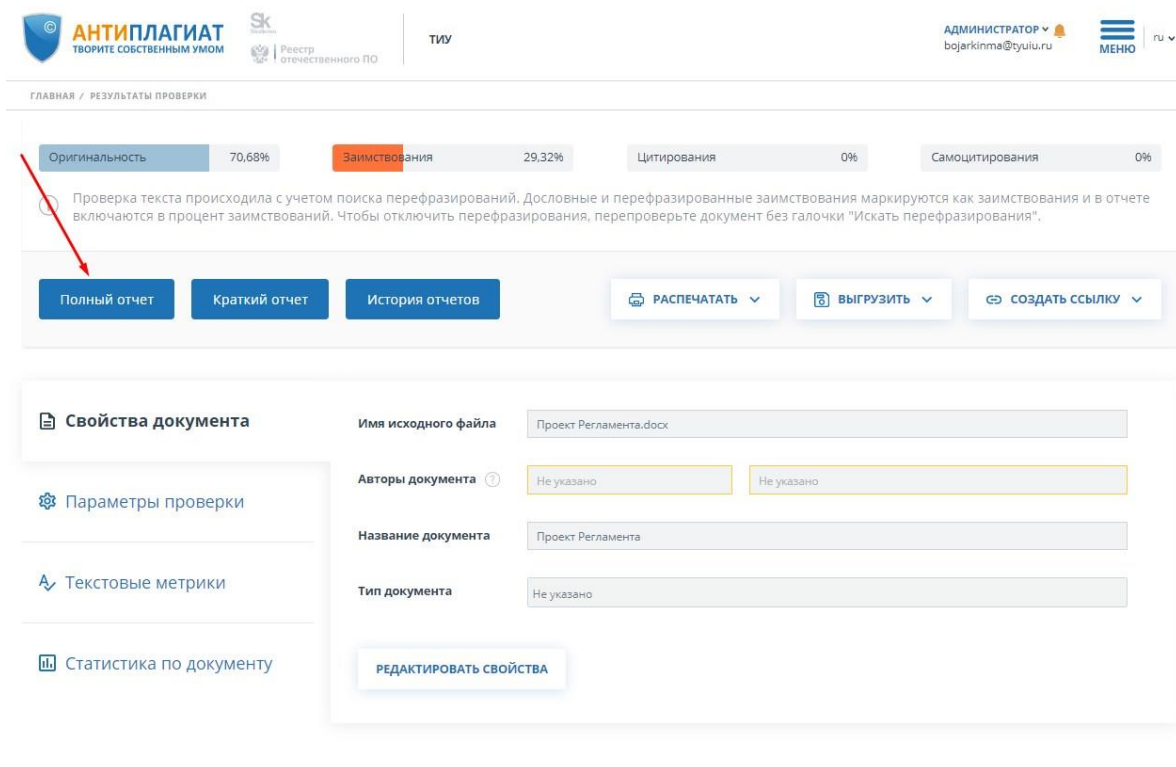 ©
АНТИПЛАГИАТ
ТВОРИТЕ СОБСТВЕННЫМ УМОМ
Sk
Реестр
отечественного ПО
ТИУ
АДМИНИСТРАТОР
bojarkinma@tyuiu.ru
МЕНЮ
ru
ГЛАВНАЯ / РЕЗУЛЬТАТЫ ПРОВЕРКИ
Оригинальность 70,68%
Заимствования 29,32%
Цитирования 0%
Самоцитирования 0%
Проверка текста происходила с учетом поиска перефразирований. Дословные и перефразированные заимствования маркируются как заимствования и в отчете
включаются в процент заимствований. Чтобы отключить перефразирования, перепроверьте документ без галочки "Искать перефразирования".
Полный отчет
Краткий отчет
История отчетов
РАСПЕЧАТАТЬ
ВЫГРУЗИТЬ
СОЗДАТЬ ССЫЛКУ
Свойства документа
Параметры проверки
Текстовые метрики
Статистика по документу
Имя исходного файла Проект Регламента.docx
Авторы документа ? Не указано Не указано
Название документа Проект Регламента
Тип документа Не указано
РЕДАКТИРОВАТЬ СВОЙСТВА